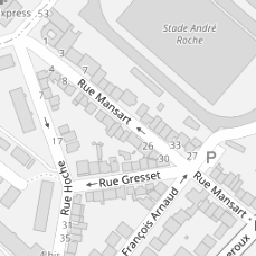 xpress
53
Stade André
Roche
1
3
4
7
8
Rue Mansart
17
26
33
30
27
P
Rue Gresset
Rue Hoche
Rue Mansart
François Arnaud
31
35